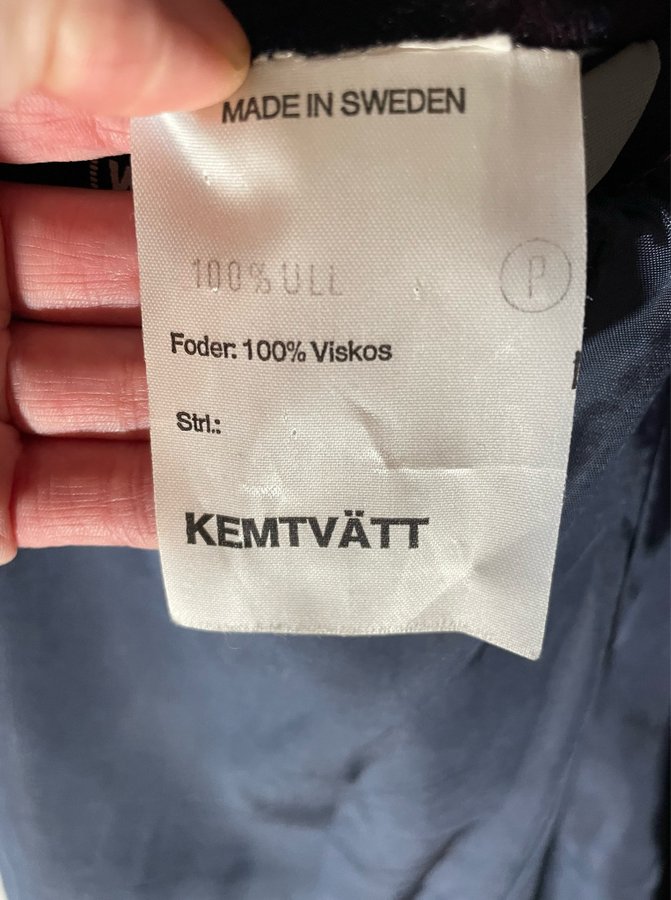 MADE IN SWEDEN
100% ULL
P
Foder: 100% Viskos
Strl.:
KEMTVÄTT